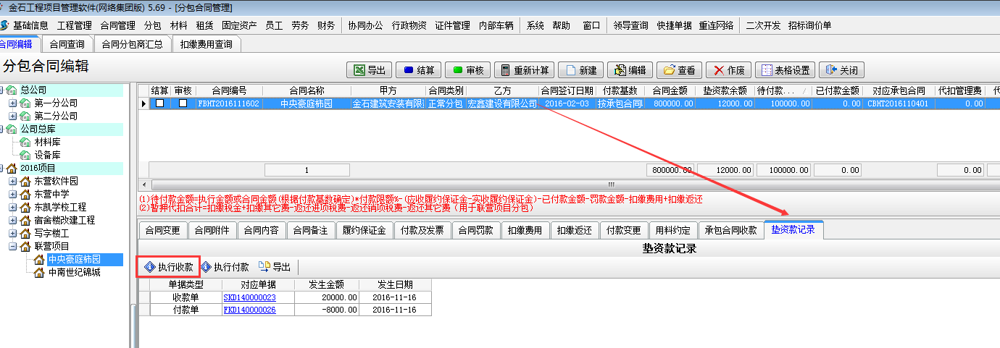 金石工程项目管理软件(网络集团版) 5.69 - [分包合同管理]
基础信息 工程管理 合同管理 分包 材料 租赁 固定资产 员工 劳务 财务 协同办公 行政物资 证件管理 内部车辆 系统 帮助 窗口 领导查询 快捷单据 重连网络 二次开发 招标询价单
合同编辑 合同查询 合同分包商汇总 扣缴费用查询
分包合同编辑
导出 结算 审核 重新计算 新建 编辑 查看 作废 表格设置 关闭
总公司
第一分公司
第二分公司
公司总库
材料库
设备库
2016项目
东营软件园
东营中学
东凯学校工程
宿舍楼改建工程
写字楼工
联营项目
中央豪庭柿园
中南世纪锦城
结算 审核 合同编号 合同名称 甲方 合同类别 乙方 合同签订日期 付款基数 合同金额 垫资款余额 待付款... / 已付款金额 对应承包合同 代扣管理费 代
FBHT2016111602 中央豪庭柿园 金石建筑安装有限 正常分包 宏鑫建设有限公司 2016-02-03 按承包合同 800000.00 12000.00 100000.00 0.00 CBHT2016110401 0.00
1 800000.00 12000.00 100000.00 0.00 0.00
(1)待付款金额=执行金额或合同金额(根据付款基数确定)*付款限额%-(应收履约保证金-实收履约保证金)-已付款金额-罚款金额-扣缴费用+扣缴返还
(2)暂押代扣合计=扣缴税金+扣缴其它费-返还进项税费-返还销项税费-返还其它费（用于联营项目分包）
合同变更 合同附件 合同内容 合同备注 履约保证金 付款及发票 合同罚款 扣缴费用 扣缴返还 付款变更 用料约定 承包合同收款 垫资款记录
垫资款记录
执行收款 执行付款 导出
单据类型 对应单据 发生金额 发生日期
收款单 SKD140000023 20000.00 2016-11-16
付款单 FKD140000026 -8000.00 2016-11-16